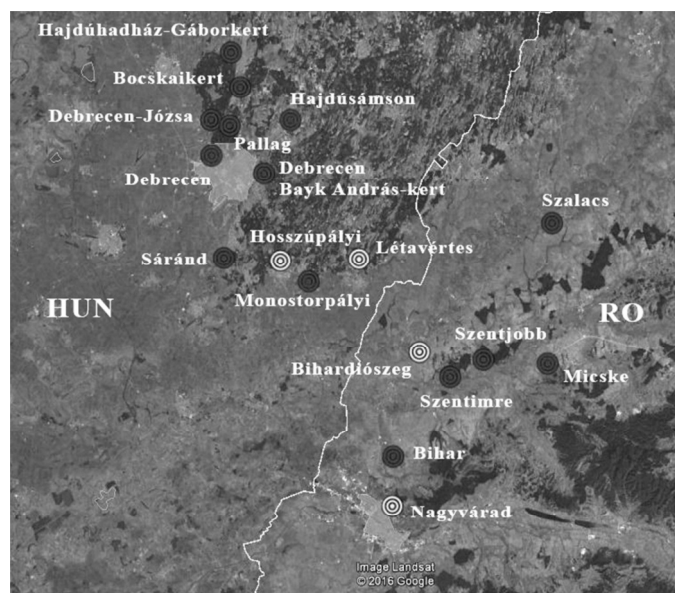 Hajdúhadház-Gáborkert
Bocskaikert
Hajdúsámson
Debrecen-Józsa
Pallag
Debrecen
Debrecen
Bayk András-kert
Szalacs
Hosszúpályi
Létavértes
Sáránd
Monostorpályi
HUN
RO
Szentjobb
Bihardiószeg
Micske
Szentimre
Bihar
Nagyvárad
Image Landsat
© 2016 Google